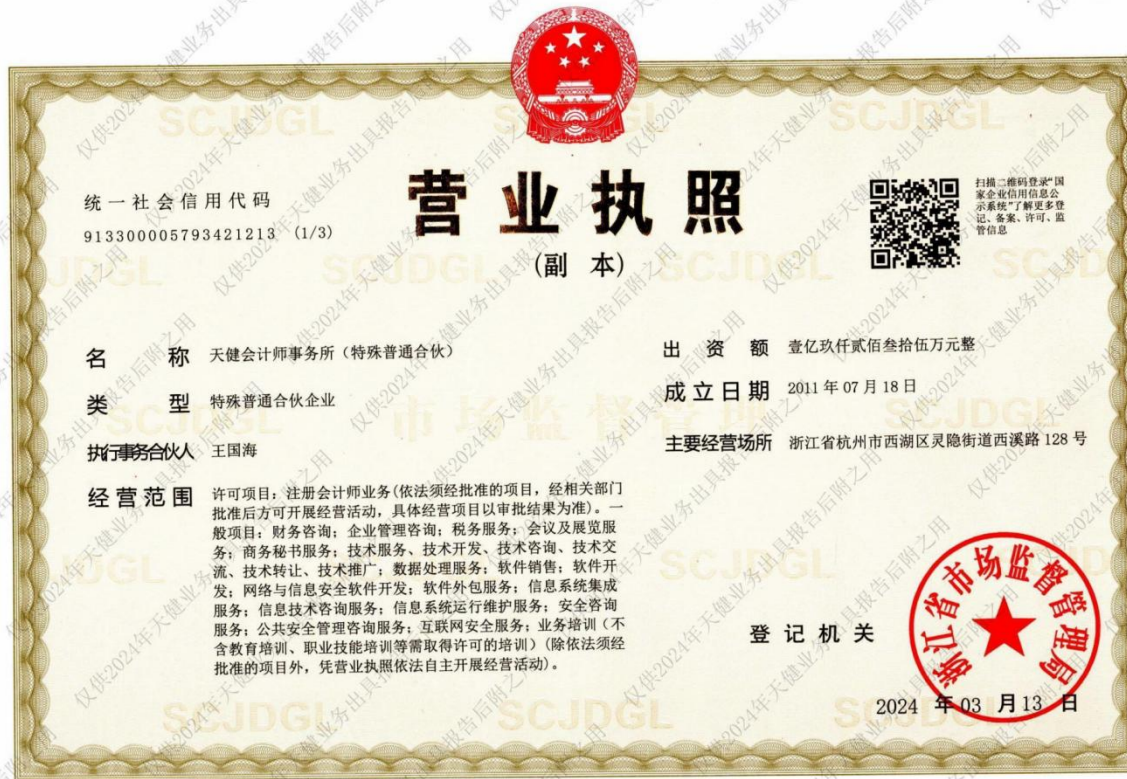 营业执照
(副 本)
统一社会信用代码
913300005793421213 (1/3)
扫描二维码登录“国
家企业信用信息公
示系统”了解更多登
记、备案、许可、监
管信息
名 称 天健会计师事务所(特殊普通合伙)
类 型 特殊普通合伙企业
执行事务合伙人 王国海
经营范围 许可项目:注册会计师业务(依法须经批准的项目,经相关部门
批准后方可开展经营活动,具体经营项目以审批结果为准)。一
般项目:财务咨询;企业管理咨询;税务服务;会议及展览服
务;商务秘书服务;技术服务、技术开发、技术咨询、技术交
流、技术转让、技术推广;数据处理服务;软件销售;软件开
发;网络与信息安全软件开发;软件外包服务;信息系统集成
服务;信息技术咨询服务;信息系统运行维护服务;安全咨询
服务;公共安全管理咨询服务;互联网安全服务;业务培训(不
含教育培训、职业技能培训等需取得许可的培训)(除依法须经
批准的项目外,凭营业执照依法自主开展经营活动)。
出 资 额 壹亿玖仟贰佰叁拾伍万元整
成立日期 2011年07月18日
主要经营场所 浙江省杭州市西湖区灵隐街道西溪路128号
登记机关
浙江省市场监督管理局
2024 年 03 月 13 日
仅供2024年天健业务出具报告后附之用
SCJDGL
市场监督管理